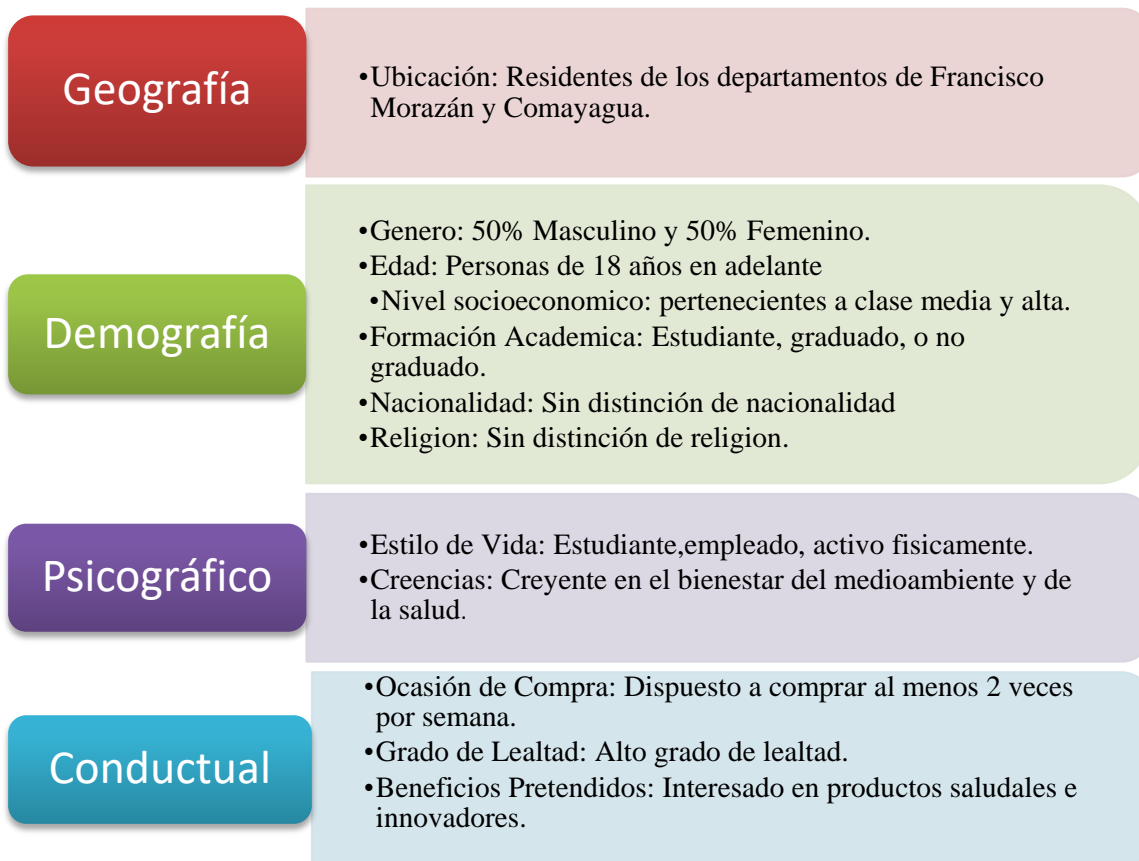 Geografía
•Ubicación: Residentes de los departamentos de Francisco
Morazán y Comayagua.
Demografía
•Genero: 50% Masculino y 50% Femenino.
•Edad: Personas de 18 años en adelante
•Nivel socioeconomico: pertenecientes a clase media y alta.
•Formación Academica: Estudiante, graduado, o no
graduado.
•Nacionalidad: Sin distinción de nacionalidad
•Religion: Sin distinción de religion.
Psicográfico
•Estilo de Vida: Estudiante,empleado, activo fisicamente.
•Creencias: Creyente en el bienestar del medioambiente y de
la salud.
Conductual
•Ocasión de Compra: Dispuesto a comprar al menos 2 veces
por semana.
•Grado de Lealtad: Alto grado de lealtad.
•Beneficios Pretendidos: Interesado en productos saludales e
innovadores.